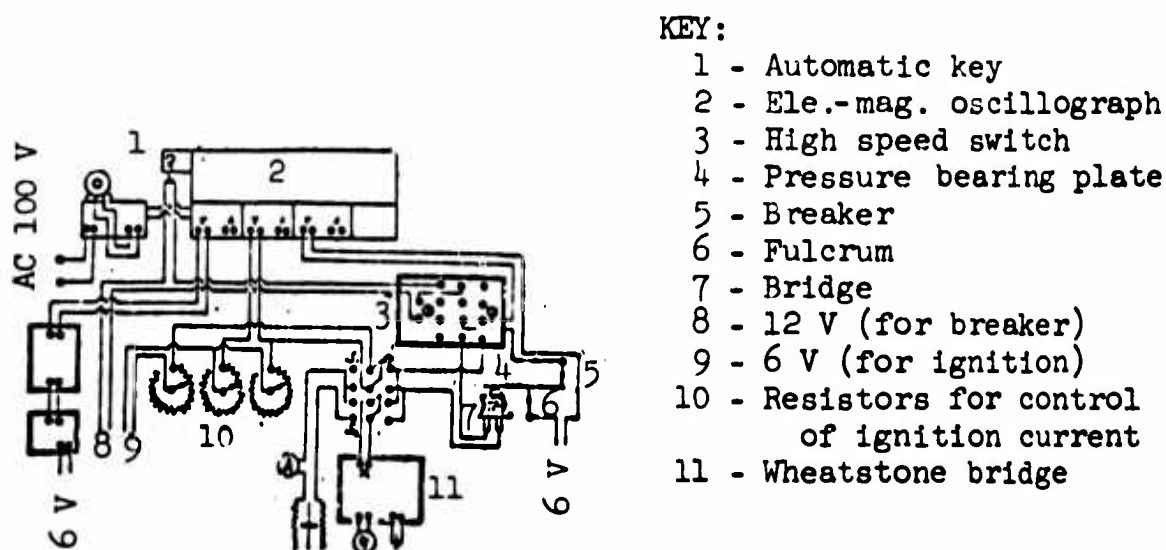 KEY:
1 - Automatic key
2 - Ele.-mag. oscillograph
3 - High speed switch
4 - Pressure bearing plate
5 - Breaker
6 - Fulcrum
7 - Bridge
8 - 12 V (for breaker)
9 - 6 V (for ignition)
10 - Resistors for control
of ignition current
11 - Wheatstone bridge
1
2
AC 100 V
3
4
5
6
7
8
9
10
11
6 V
6 V
A